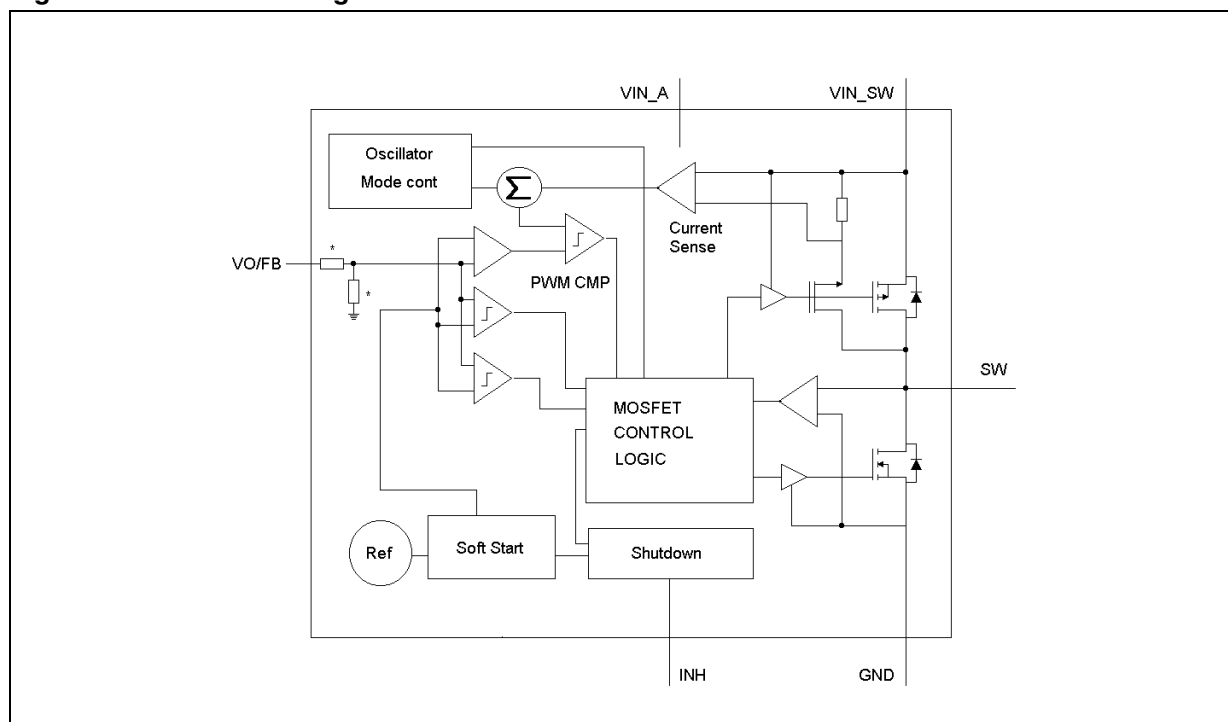 VIN_A
VIN_SW
Oscillator
Mode cont
Σ
Current
Sense
*
VO/FB
*
PWM CMP
SW
MOSFET
CONTROL
LOGIC
Ref
Soft Start
Shutdown
INH
GND